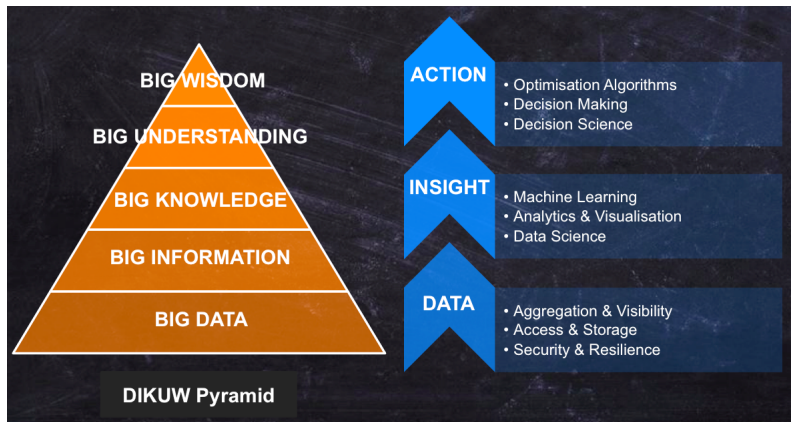 BIG WISDOM
BIG UNDERSTANDING
BIG KNOWLEDGE
BIG INFORMATION
BIG DATA
DIKUW Pyramid
ACTION
• Optimisation Algorithms
• Decision Making
• Decision Science
INSIGHT
• Machine Learning
• Analytics & Visualisation
• Data Science
DATA
• Aggregation & Visibility
• Access & Storage
• Security & Resilience